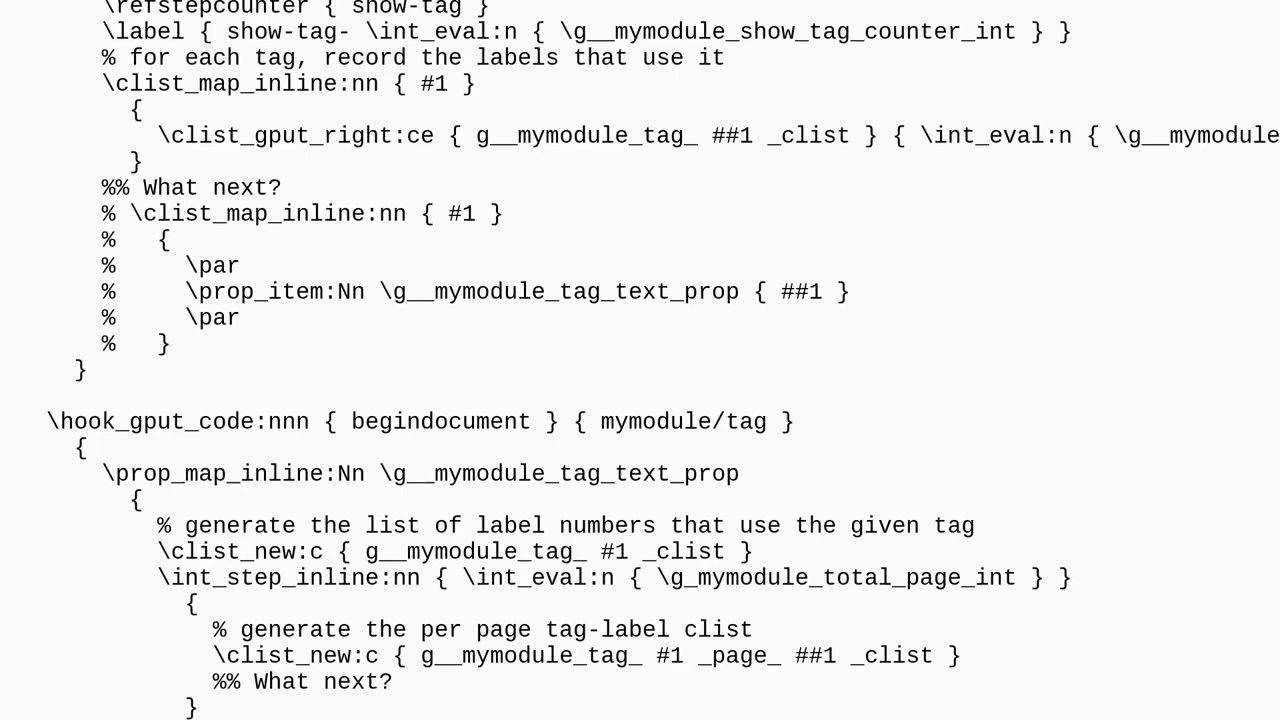 \refstepcounter { show-tag }
\label { show-tag- \int_eval:n { \g__mymodule_show_tag_counter_int } }
% for each tag, record the labels that use it
\clist_map_inline:nn { #1 }
{
\clist_gput_right:ce { g__mymodule_tag_ ##1 _clist } { \int_eval:n { \g__mymodule
}
%% What next?
% \clist_map_inline:nn { #1 }
% {
% \par
% \prop_item:Nn \g__mymodule_tag_text_prop { ##1 }
% \par
% }
}
\hook_gput_code:nnn { begindocument } { mymodule/tag }
{
\prop_map_inline:Nn \g__mymodule_tag_text_prop
{
% generate the list of label numbers that use the given tag
\clist_new:c { g__mymodule_tag_ #1 _clist }
\int_step_inline:nn { \int_eval:n { \g_mymodule_total_page_int } }
{
% generate the per page tag-label clist
\clist_new:c { g__mymodule_tag_ #1 _page_ ##1 _clist }
%% What next?
}